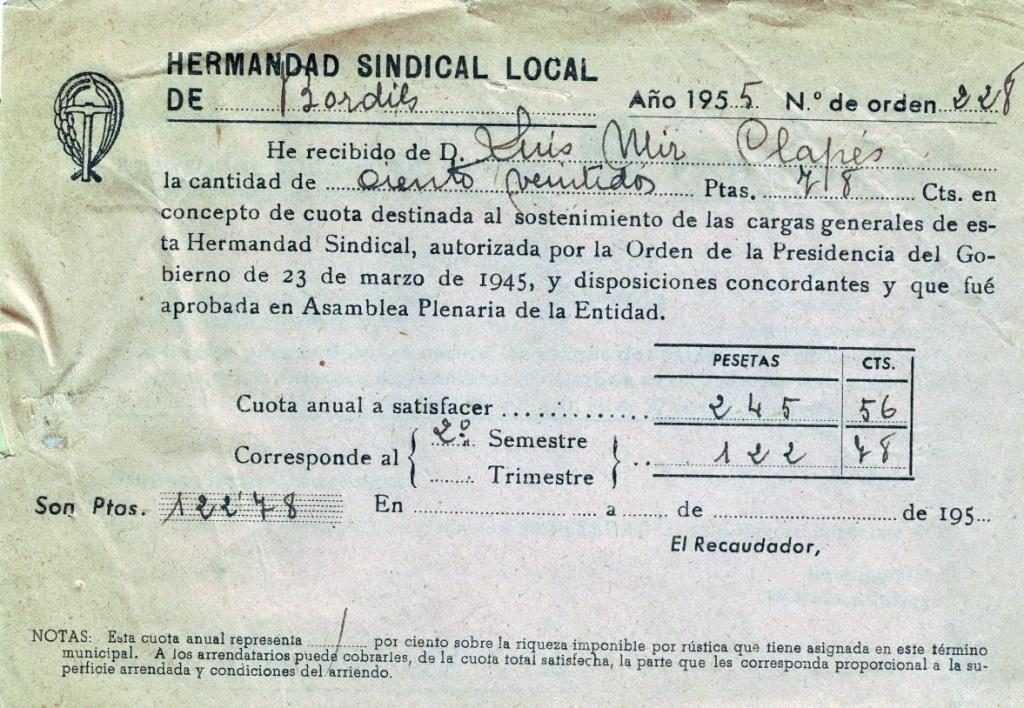 HERMANDAD SINDICAL LOCAL
DE Bordils Año 1955. N.º de orden 228
He recibido de D. Luis Mir Clapés
la cantidad de ciento veintidós Ptas. 78 Cts. en
concepto de cuota destinada al sostenimiento de las cargas generales de es-
ta Hermandad Sindical, autorizada por la Orden de la Presidencia del Go-
bierno de 23 de marzo de 1945, y disposiciones concordantes y que fué
aprobada en Asamblea Plenaria de la Entidad.
PESETAS CTS.
Cuota anual a satisfacer ........... 245 56
Corresponde al 2º Semestre .. 122 78
....... Trimestre
Son Ptas. 122'78 En ........ a ...... de ........ de 195...
El Recaudador,
NOTAS: Esta cuota anual representa ...../..... por ciento sobre la riqueza imponible por rústica que tiene asignada en este término
municipal. A los arrendatarios puede cobrarles, de la cuota total satisfecha, la parte que les corresponda proporcional a la su-
perficie arrendada y condiciones del arriendo.